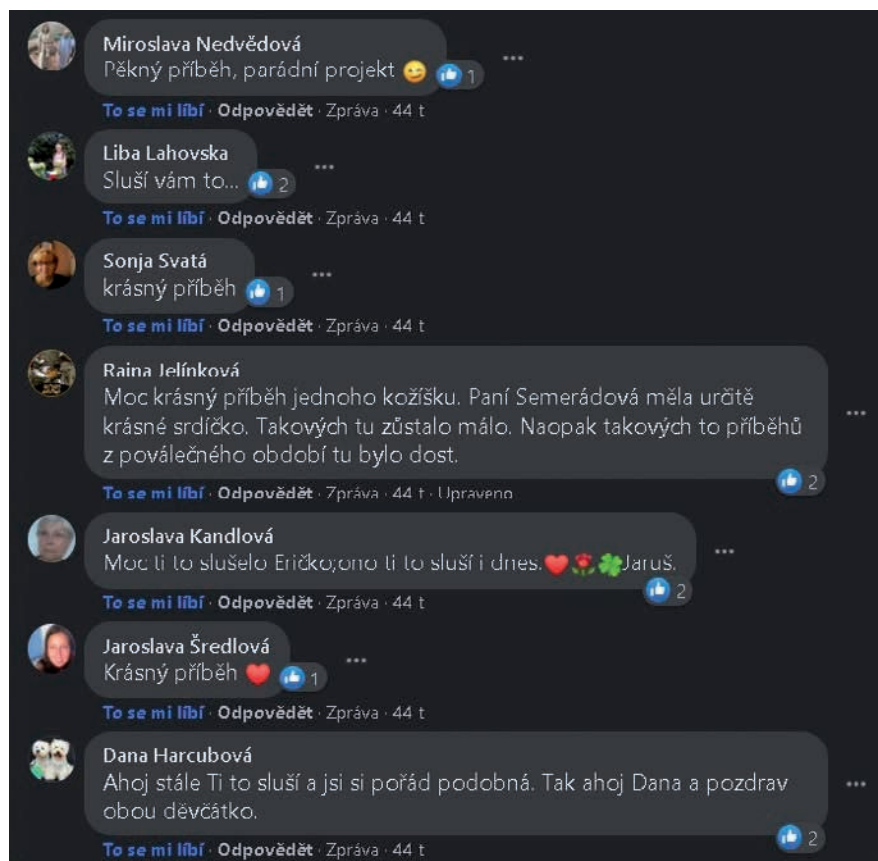 Miroslava Nedvědová
Pěkný příběh, parádní projekt 😉 1
To se mi líbí · Odpovědět · Zpráva · 44 t
Liba Lahovska
Sluší vám to... 2
To se mi líbí · Odpovědět · Zpráva · 44 t
Sonja Svatá
krásný příběh 1
To se mi líbí · Odpovědět · Zpráva · 44 t
Raina Jelínková
Moc krásný příběh jednoho kožíšku. Paní Semerádová měla určitě
krásné srdíčko. Takových tu zůstalo málo. Naopak takových to příběhů
z poválečného období tu bylo dost.
2
To se mi líbí · Odpovědět · Zpráva · 44 t · Upraveno
Jaroslava Kandlová
Moc ti to slušelo Eričko;ono ti to sluší i dnes.❤️🌹🍀Jaruš.
2
To se mi líbí · Odpovědět · Zpráva · 44 t
Jaroslava Šredlová
Krásný příběh ❤️ 1
To se mi líbí · Odpovědět · Zpráva · 44 t
Dana Harcubová
Ahoj stále Ti to sluší a jsi si pořád podobná. Tak ahoj Dana a pozdrav
obou děvčátko.
2
To se mi líbí · Odpovědět · Zpráva · 44 t